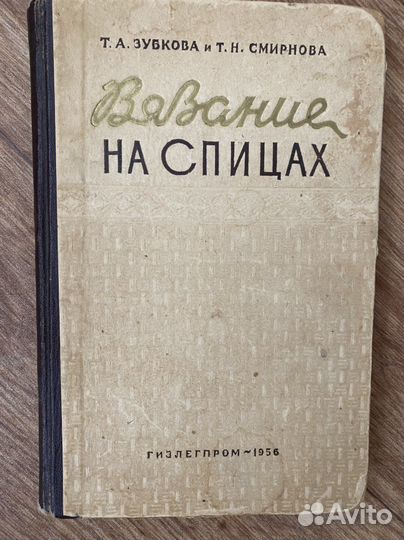 Т. А. ЗУБКОВА и Т. Н. СМИРНОВА
Вязание
НА СПИЦАХ
ГИЗЛЕГПРОМ ~ 1956
Avito